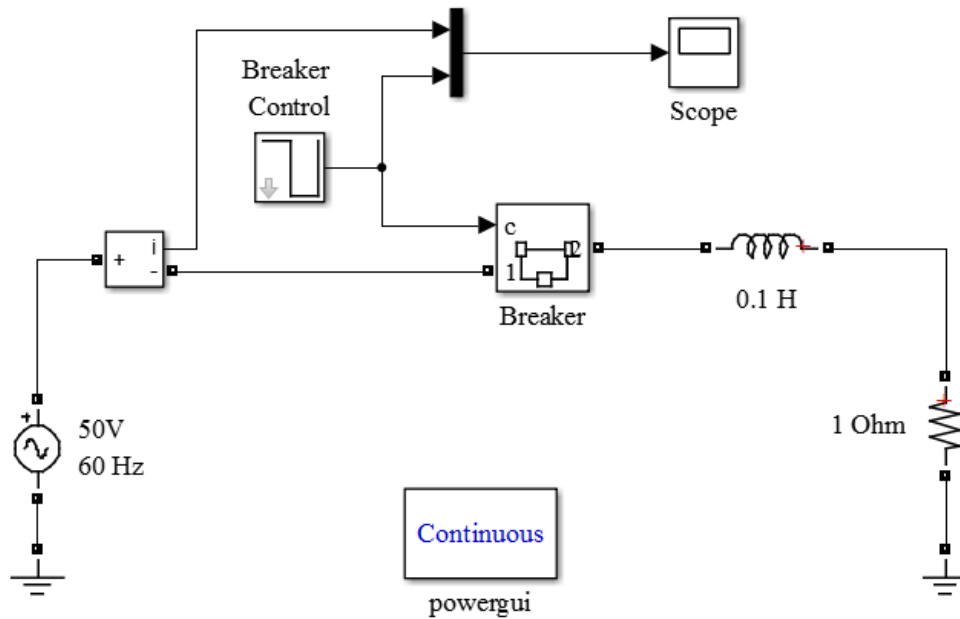 Breaker
Control
Scope
+
i
-
c
1
2
Breaker
0.1 H
+
50V
60 Hz
1 Ohm
Continuous
powergui